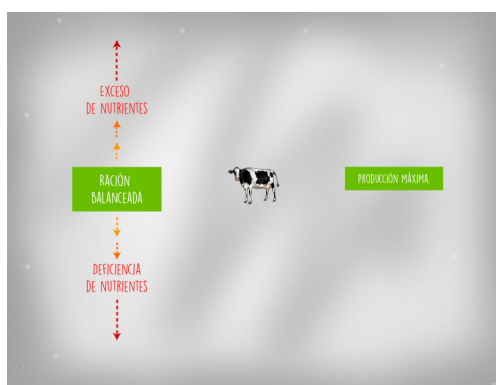 EXCESO
DE NUTRIENTES
RACIÓN
BALANCEADA
PRODUCCIÓN MÁXIMA.
DEFICIENCIA
DE NUTRIENTES